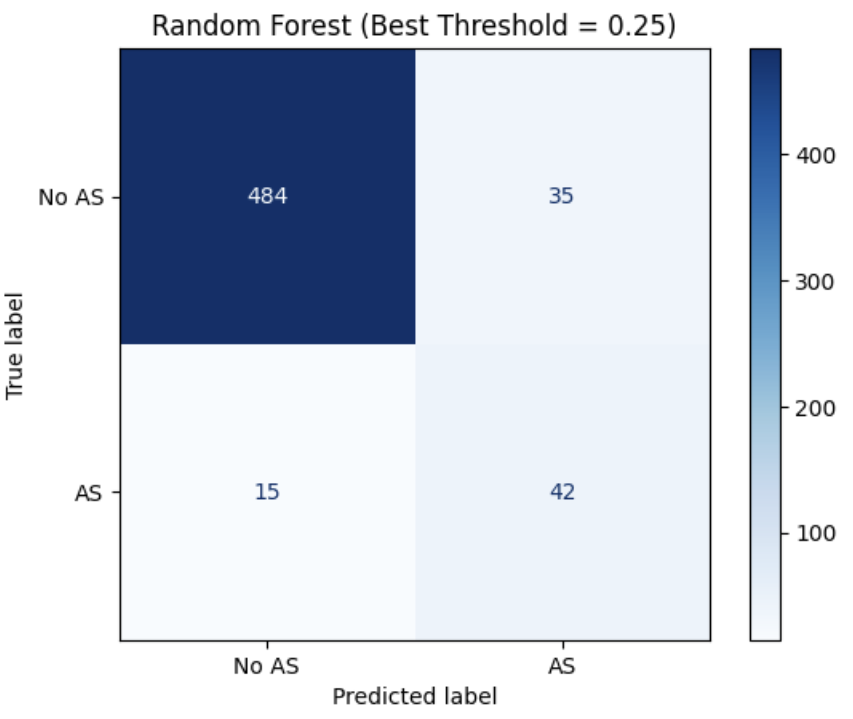 Random Forest (Best Threshold = 0.25)
True label
No AS
484
35
AS
15
42
No AS
AS
Predicted label
400
300
200
100